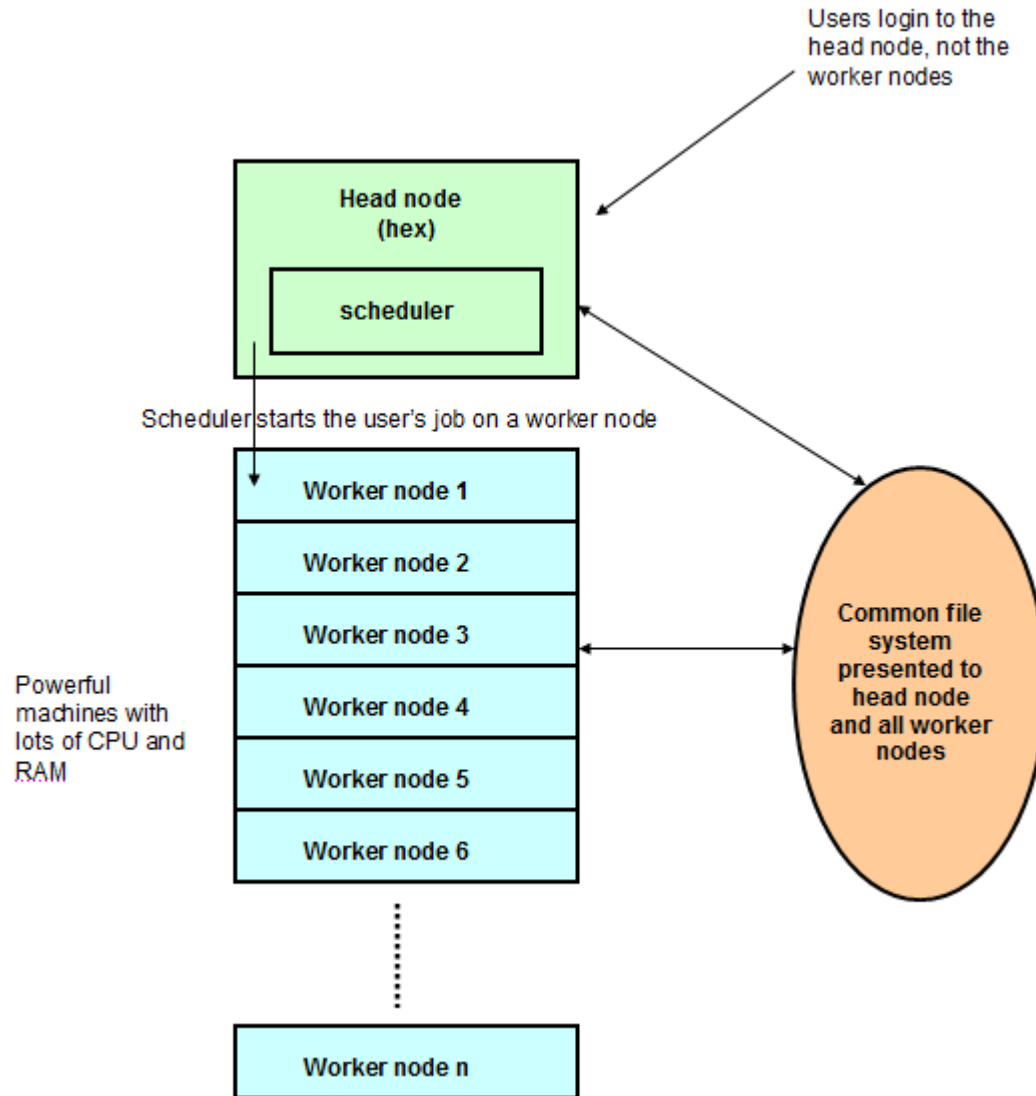 Users login to the
head node, not the
worker nodes
Head node
(hex)
scheduler
Scheduler starts the user's job on a worker node
Worker node 1
Worker node 2
Worker node 3
Worker node 4
Worker node 5
Worker node 6
Powerful
machines with
lots of CPU and
RAM
Common file
system
presented to
head node
and all worker
nodes
Worker node n